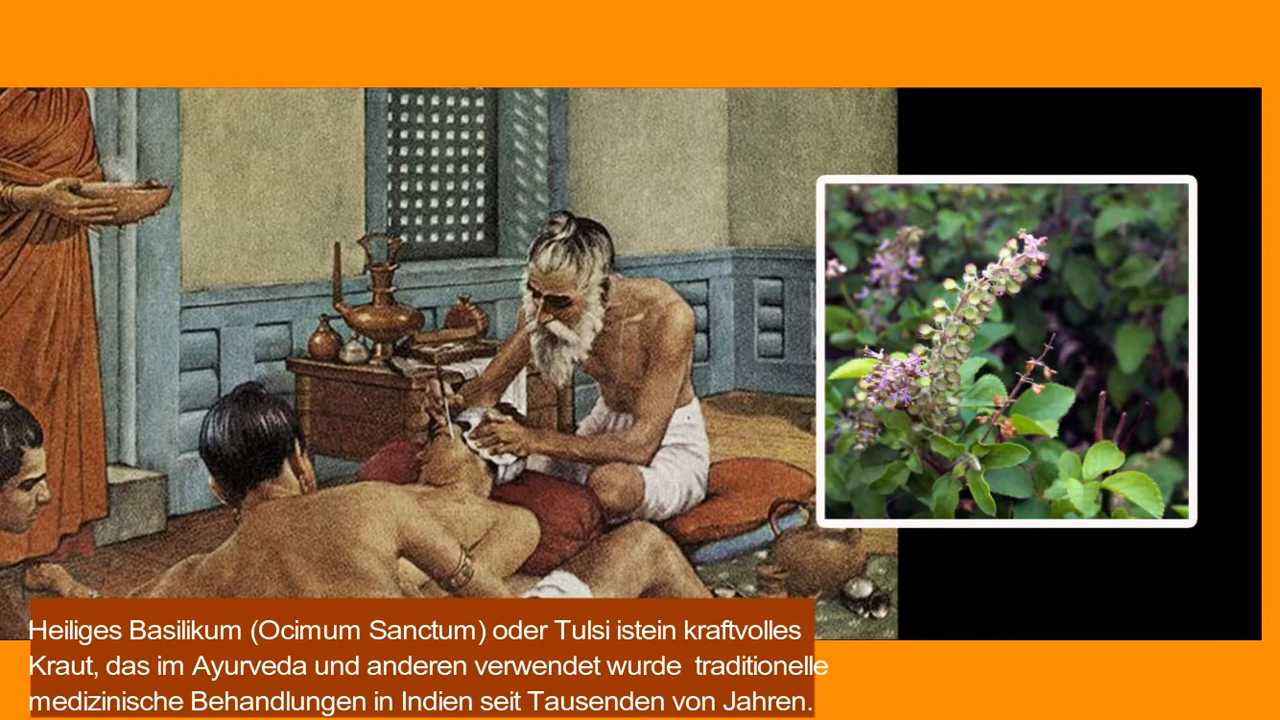 Heiliges Basilikum (Ocimum Sanctum) oder Tulsi istein kraftvolles
Kraut, das im Ayurveda und anderen verwendet wurde  traditionelle
medizinische Behandlungen in Indien seit Tausenden von Jahren.